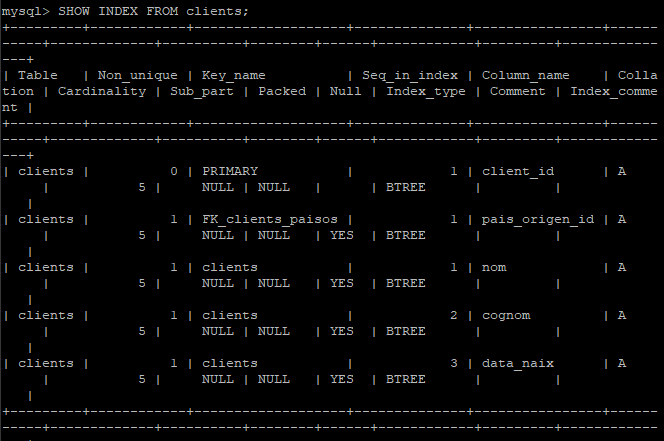 mysql> SHOW INDEX FROM clients;
+---------+------------+-------------------+--------------+----------------+------
-----+-------------+----------+--------+------+------------+---------+------------
---+
| Table   | Non_unique | Key_name          | Seq_in_index | Column_name    | Colla
tion | Cardinality | Sub_part | Packed | Null | Index_type | Comment | Index_comme
nt |
+---------+------------+-------------------+--------------+----------------+------
-----+-------------+----------+--------+------+------------+---------+------------
---+
| clients |          0 | PRIMARY           |            1 | client_id      | A
     |           5 |     NULL | NULL   |      | BTREE      |         |
   |
| clients |          1 | FK_clients_paisos |            1 | pais_origen_id | A
     |           5 |     NULL | NULL   | YES  | BTREE      |         |
   |
| clients |          1 | clients           |            1 | nom            | A
     |           5 |     NULL | NULL   | YES  | BTREE      |         |
   |
| clients |          1 | clients           |            2 | cognom         | A
     |           5 |     NULL | NULL   | YES  | BTREE      |         |
   |
| clients |          1 | clients           |            3 | data_naix      | A
     |           5 |     NULL | NULL   | YES  | BTREE      |         |
   |
+---------+------------+-------------------+--------------+----------------+------
-----+-------------+----------+--------+------+------------+---------+------------